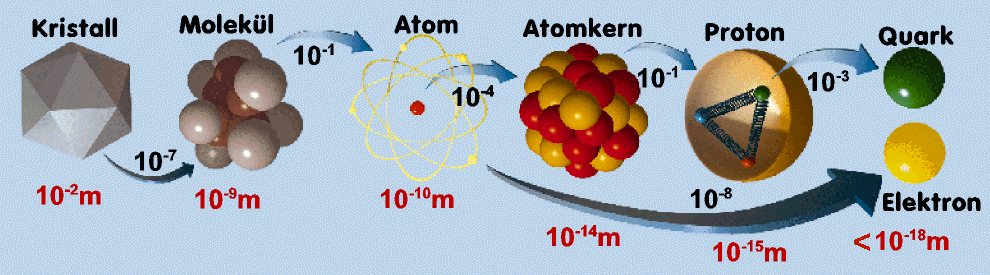 Kristall
Molekül
Atom
Atomkern
Proton
Quark
10⁻¹
10⁻⁴
10⁻¹
10⁻³
10⁻⁷
10⁻⁸
Elektron
10⁻²m
10⁻⁹m
10⁻¹⁰m
10⁻¹⁴m
10⁻¹⁵m
<10⁻¹⁸m